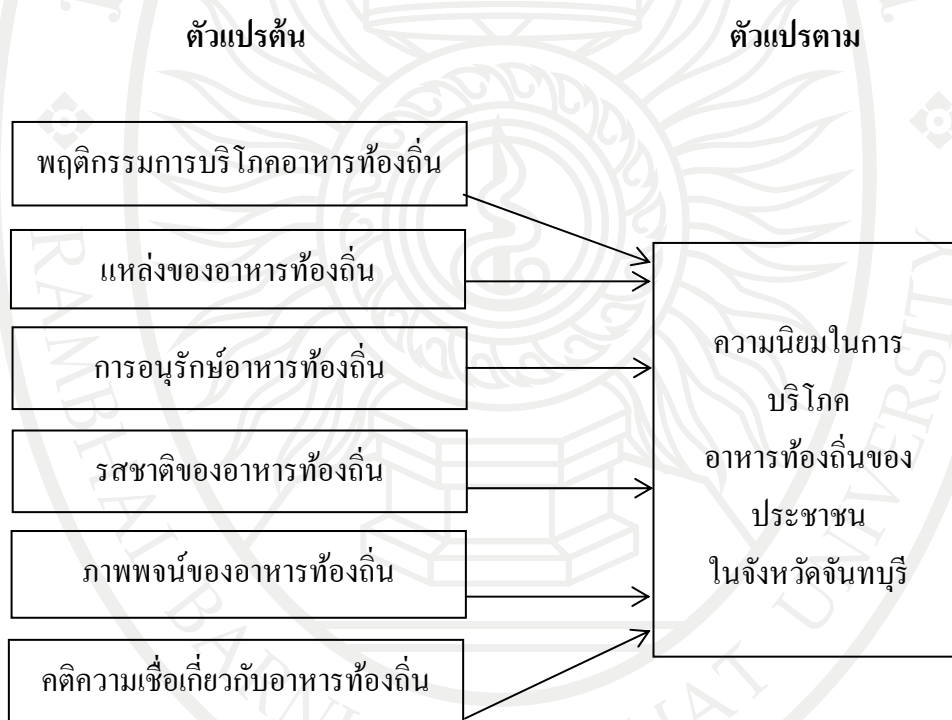 ตัวแปรต้น
ตัวแปรตาม
พฤติกรรมการบริโภคอาหารท้องถิ่น
แหล่งของอาหารท้องถิ่น
การอนุรักษ์อาหารท้องถิ่น
รสชาติของอาหารท้องถิ่น
ภาพพจน์ของอาหารท้องถิ่น
คติความเชื่อเกี่ยวกับอาหารท้องถิ่น
ความนิยมในการ
บริโภค
อาหารท้องถิ่นของ
ประชาชน
ในจังหวัดจันทบุรี
RAMBHAI BARNI RAJABHAT UNIVERSITY